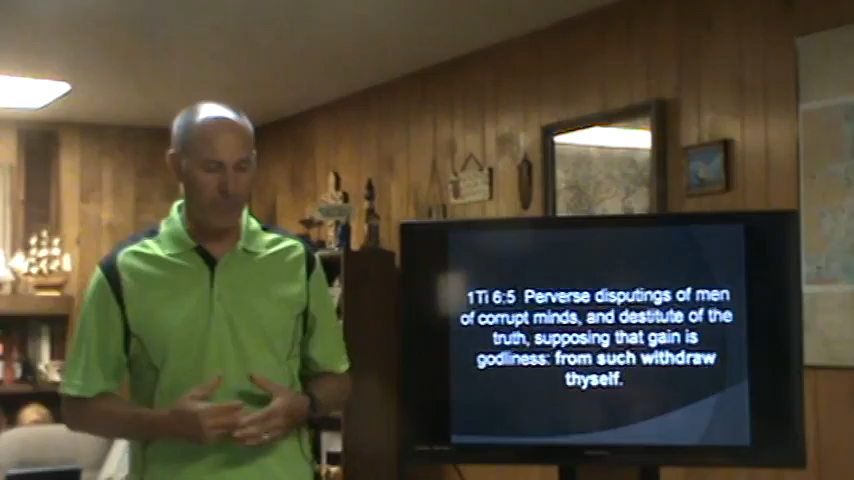 1Ti 6:5 Perverse disputings of men
of corrupt minds, and destitute of the
truth, supposing that gain is
godliness: from such withdraw
thyself.